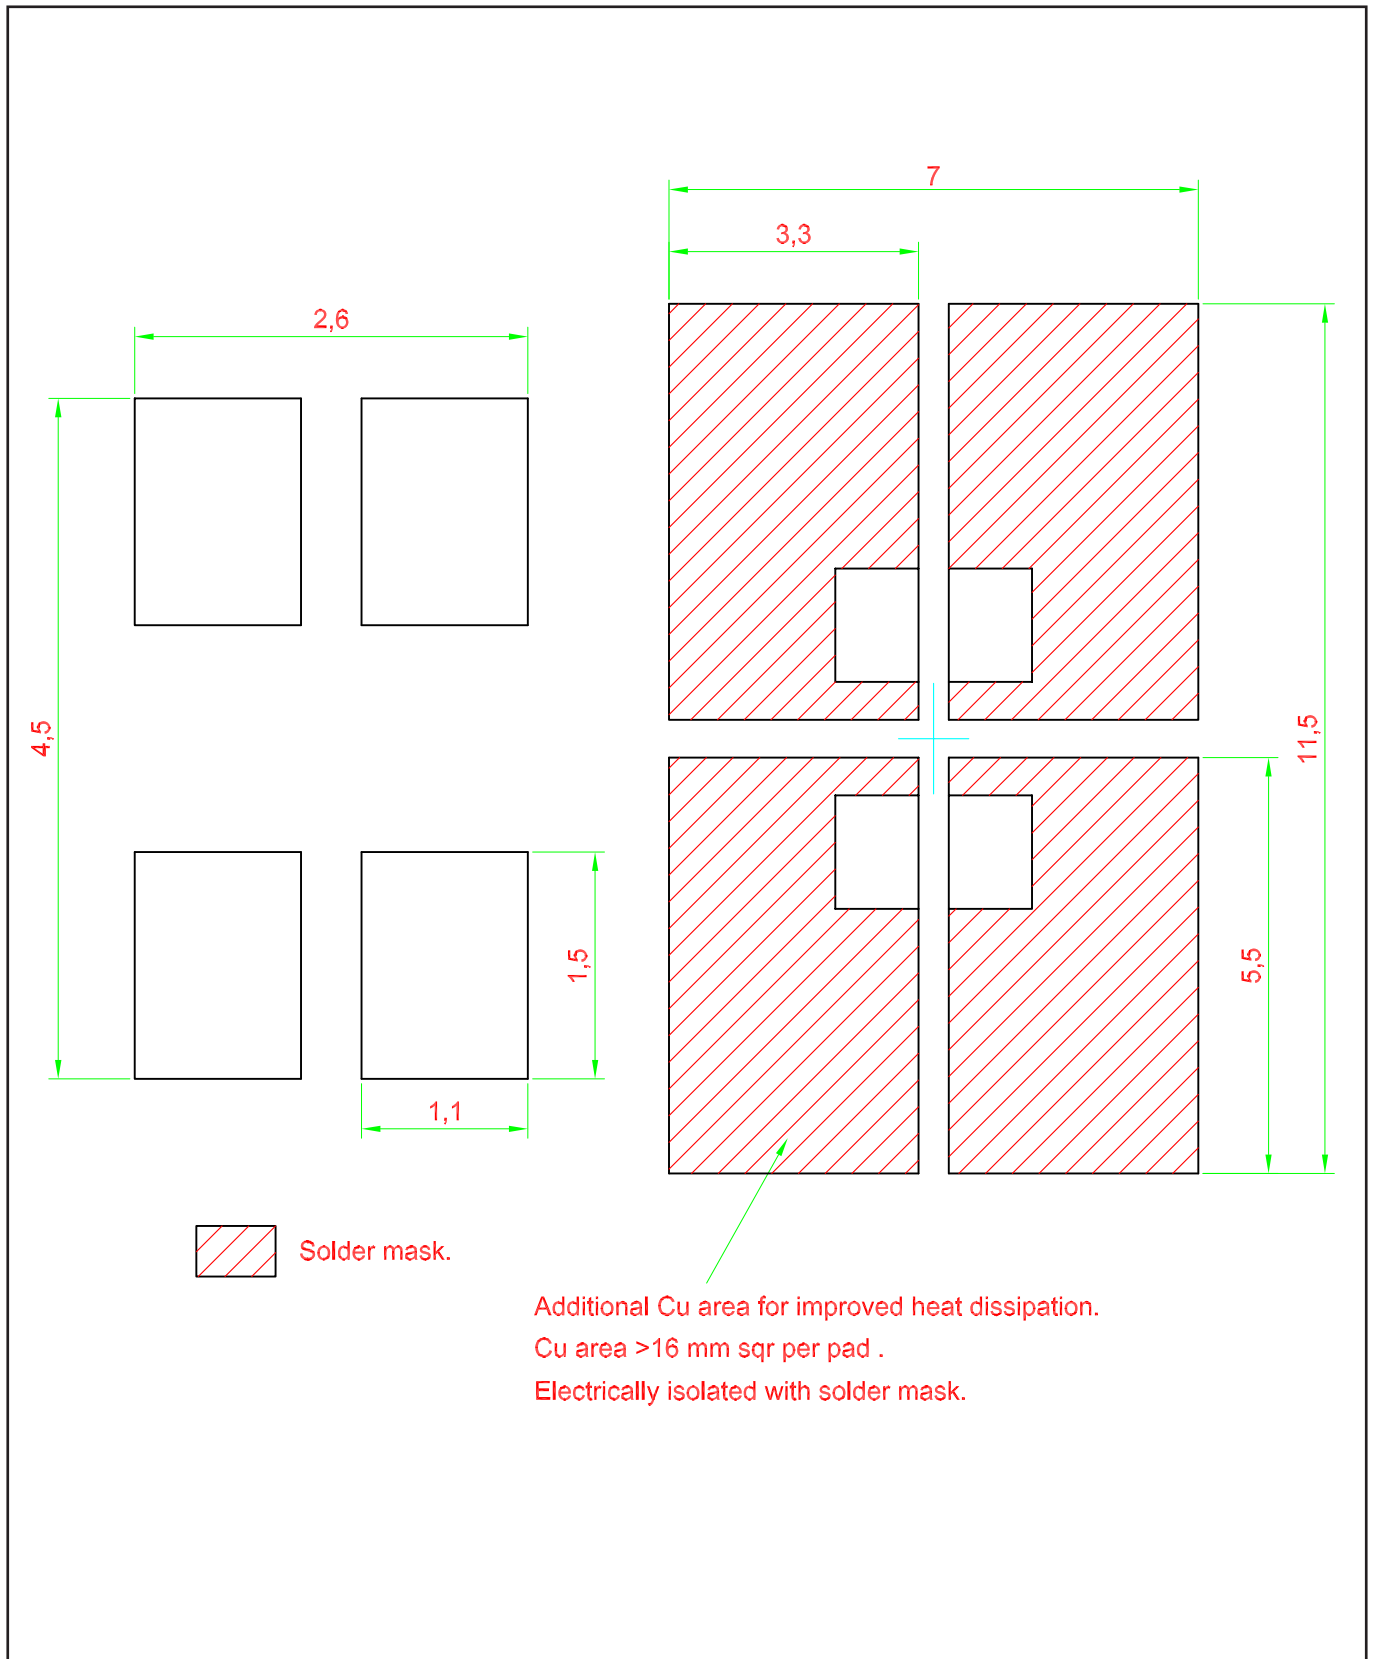 7
3,3
2,6
4,5
11,5
5,5
1,5
1,1
Solder mask.
Additional Cu area for improved heat dissipation.
Cu area >16 mm sqr per pad .
Electrically isolated with solder mask.